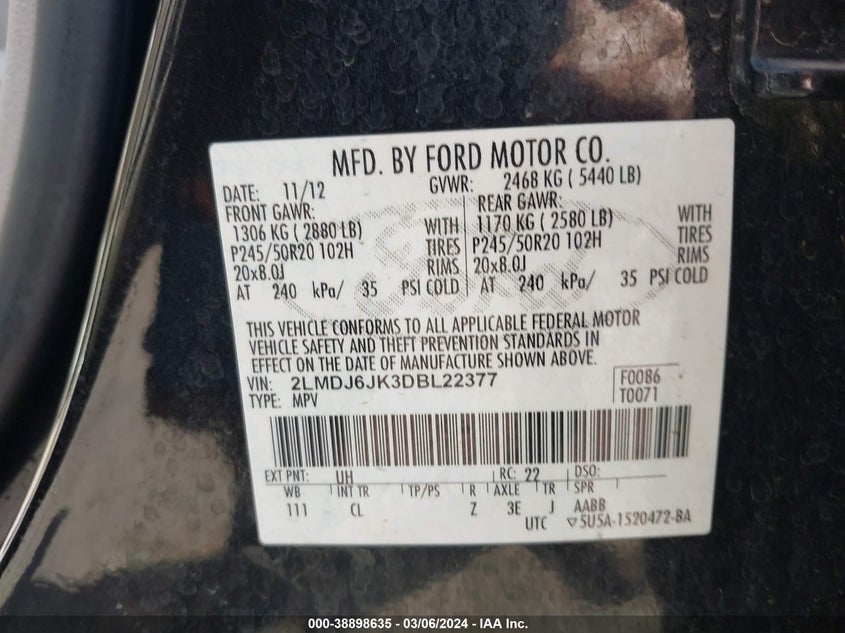 MFD. BY FORD MOTOR CO.
DATE: 11/12 GVWR: 2468 KG ( 5440 LB)
FRONT GAWR: REAR GAWR:
1306 KG ( 2880 LB) WITH 1170 KG ( 2580 LB) WITH
P245/50R20 102H TIRES P245/50R20 102H TIRES
20x8.0J RIMS 20x8.0J RIMS
AT 240 kPa/ 35 PSI COLD AT 240 kPa/ 35 PSI COLD
THIS VEHICLE CONFORMS TO ALL APPLICABLE FEDERAL MOTOR
VEHICLE SAFETY AND THEFT PREVENTION STANDARDS IN
EFFECT ON THE DATE OF MANUFACTURE SHOWN ABOVE.
VIN: 2LMDJ6JK3DBL22377 F0086
TYPE: MPV T0071
EXT PNT: UH RC: 22 DSO:
WB INT TR TP/PS R AXLE TR SPR
111 CL Z 3E J AABB
UTC ▽5U5A-1520472-BA
000-38898635 - 03/06/2024 - IAA Inc.